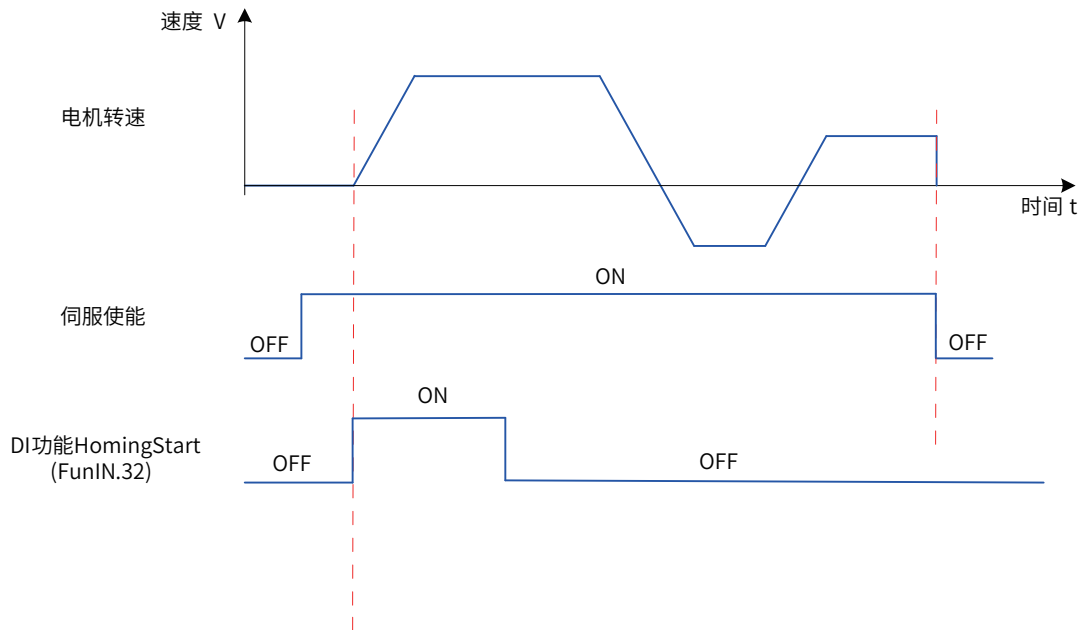 速度 V
电机转速
时间 t
ON
伺服使能
OFF
OFF
ON
DI功能HomingStart
(FunIN.32)
OFF
OFF